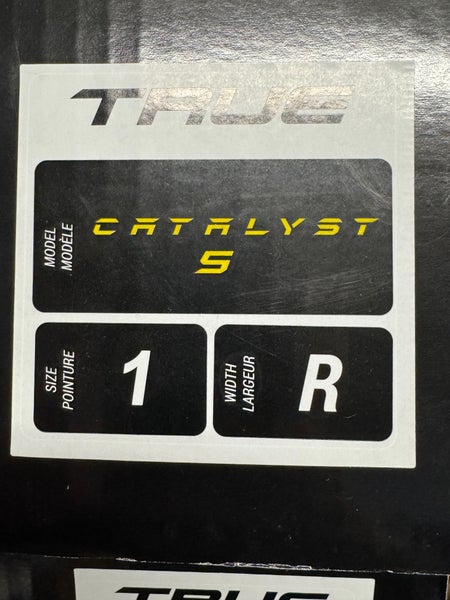 TRUE
MODEL
MODÈLE
CATALYST
5
SIZE
POINTURE
1
WIDTH
LARGEUR
R
TRUE